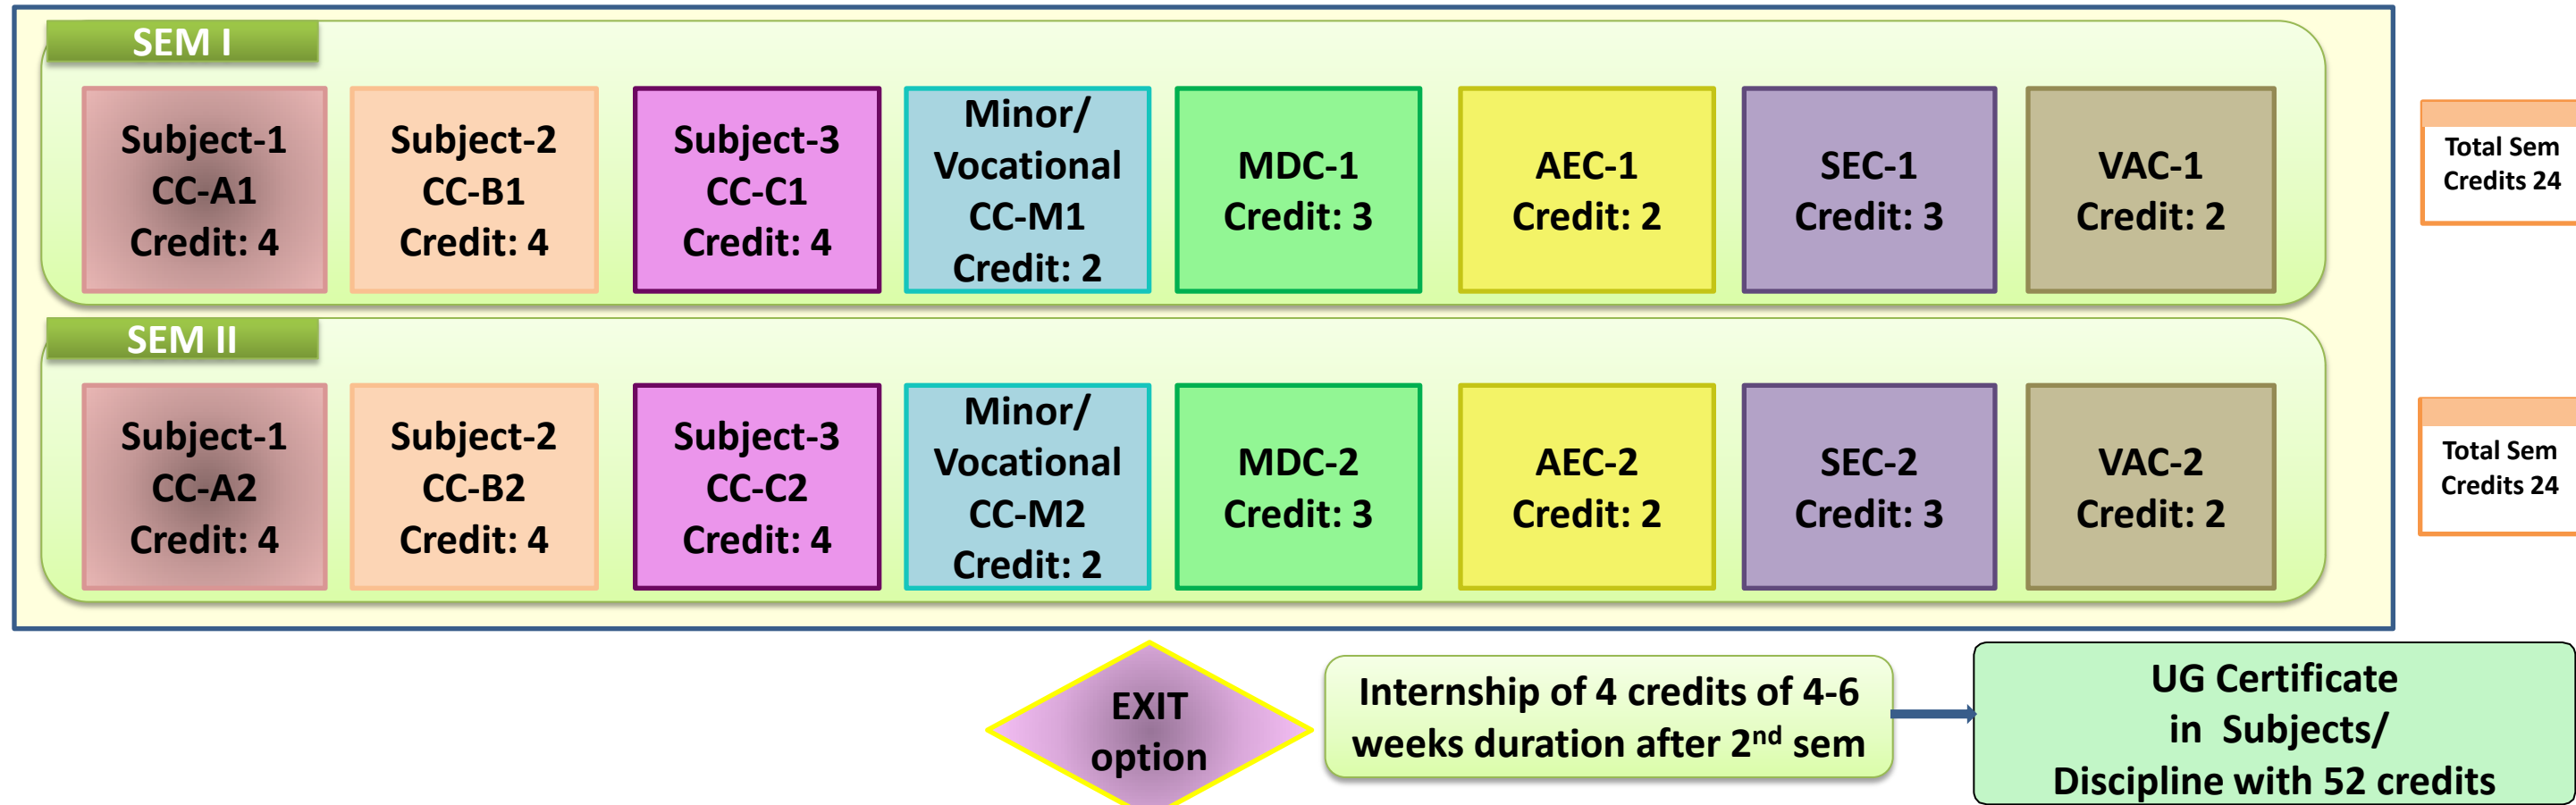 SEM I
Subject-1
CC-A1
Credit: 4
Subject-2
CC-B1
Credit: 4
Subject-3
CC-C1
Credit: 4
Minor/
Vocational
CC-M1
Credit: 2
MDC-1
Credit: 3
AEC-1
Credit: 2
SEC-1
Credit: 3
VAC-1
Credit: 2
Total Sem
Credits 24
SEM II
Subject-1
CC-A2
Credit: 4
Subject-2
CC-B2
Credit: 4
Subject-3
CC-C2
Credit: 4
Minor/
Vocational
CC-M2
Credit: 2
MDC-2
Credit: 3
AEC-2
Credit: 2
SEC-2
Credit: 3
VAC-2
Credit: 2
Total Sem
Credits 24
EXIT
option
Internship of 4 credits of 4-6
weeks duration after 2nd sem
UG Certificate
in Subjects/
Discipline with 52 credits